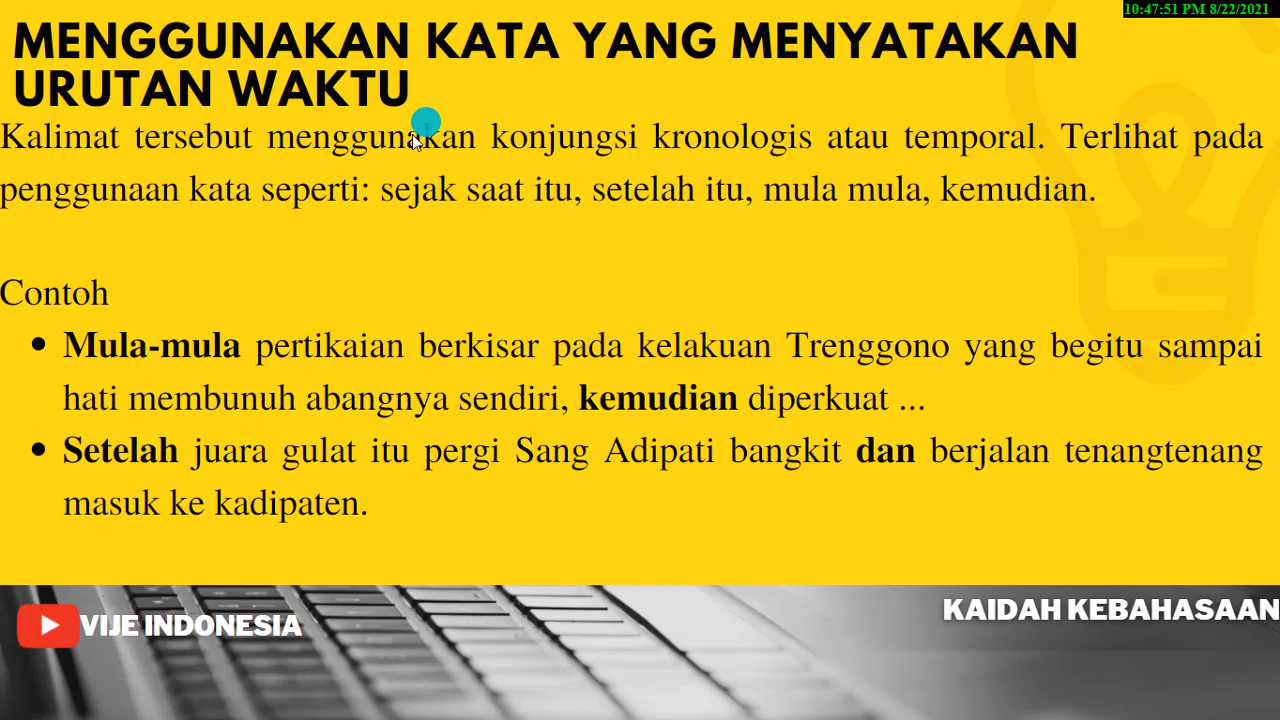 10:47:51 PM 8/22/2021
MENGGUNAKAN KATA YANG MENYATAKAN
URUTAN WAKTU
Kalimat tersebut menggunakan konjungsi kronologis atau temporal. Terlihat pada
penggunaan kata seperti: sejak saat itu, setelah itu, mula mula, kemudian.
Contoh
• Mula-mula pertikaian berkisar pada kelakuan Trenggono yang begitu sampai
hati membunuh abangnya sendiri, kemudian diperkuat ...
• Setelah juara gulat itu pergi Sang Adipati bangkit dan berjalan tenangtenang
masuk ke kadipaten.
VIJE INDONESIA
KAIDAH KEBAHASAAN